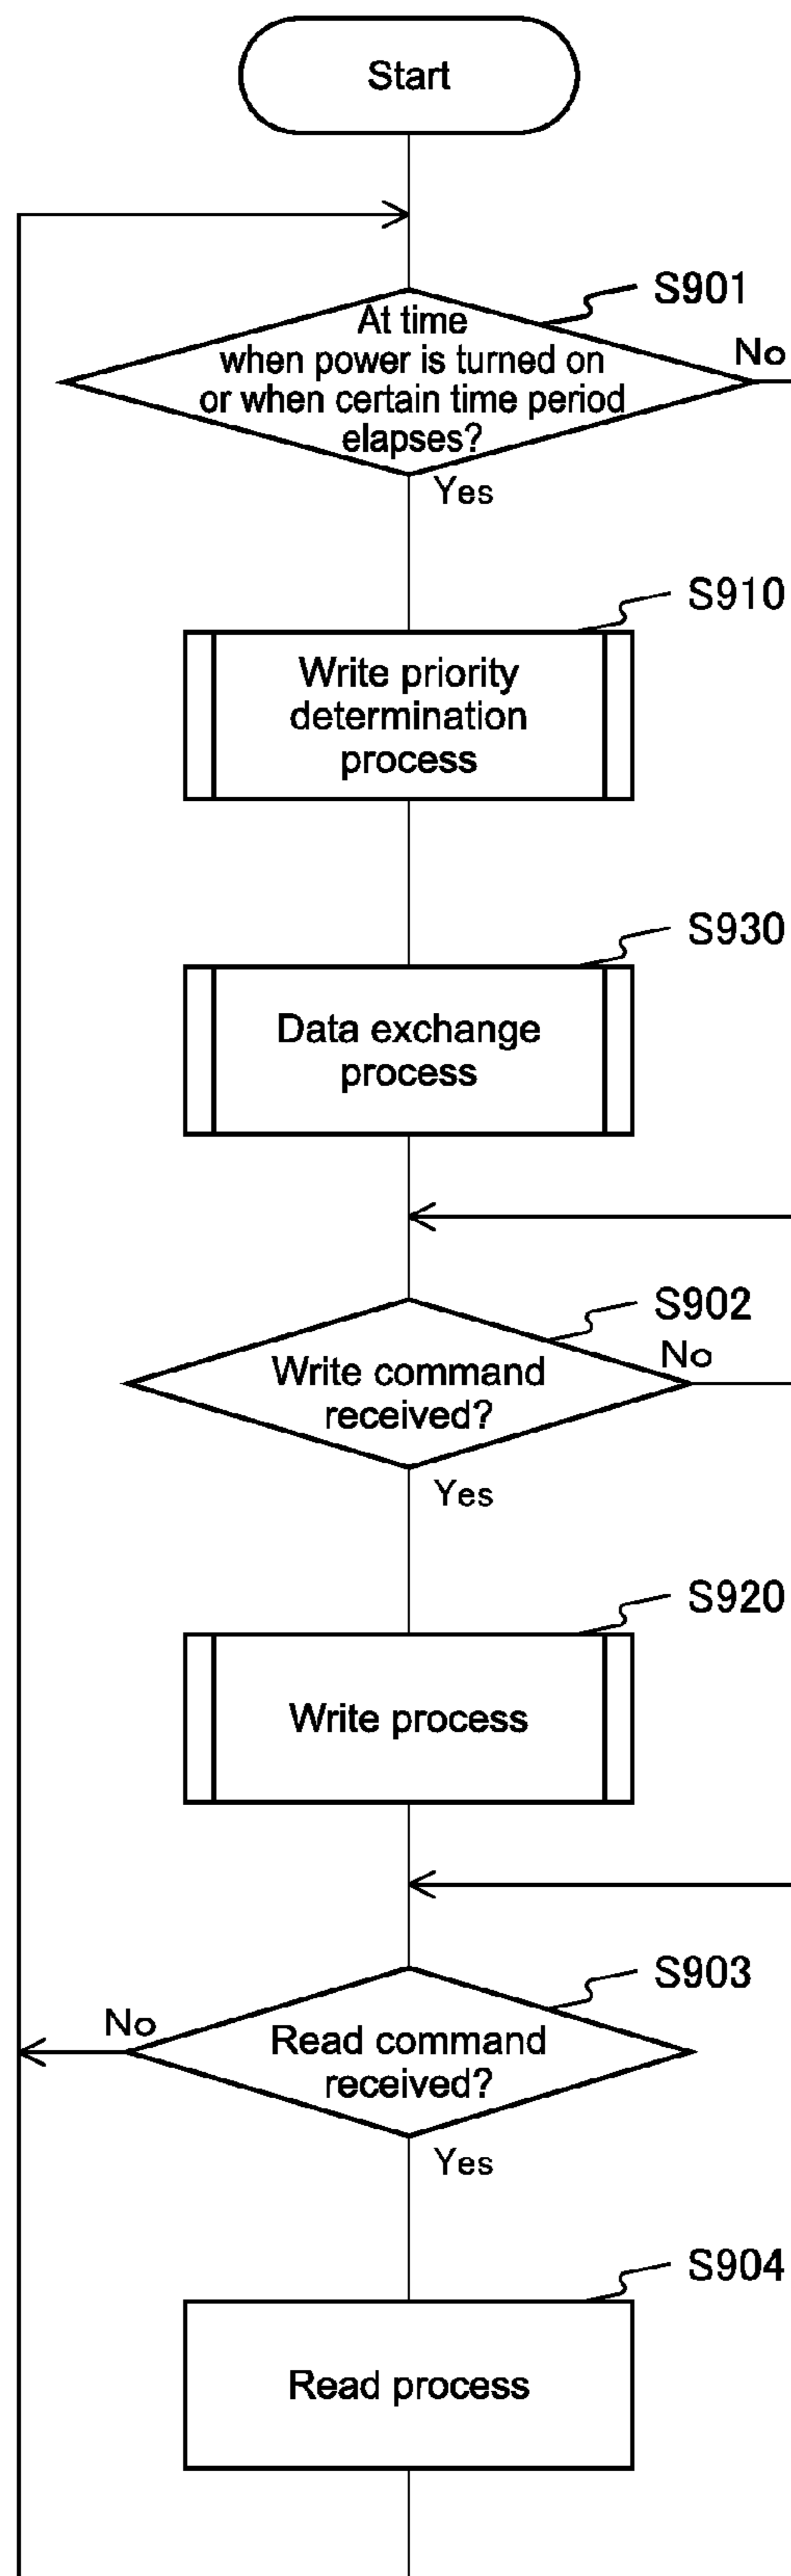 Start
S901
At time
when power is turned on
or when certain time period
elapses?
No
Yes
S910
Write priority
determination
process
S930
Data exchange
process
S902
Write command
received?
No
Yes
S920
Write process
S903
No
Read command
received?
Yes
S904
Read process